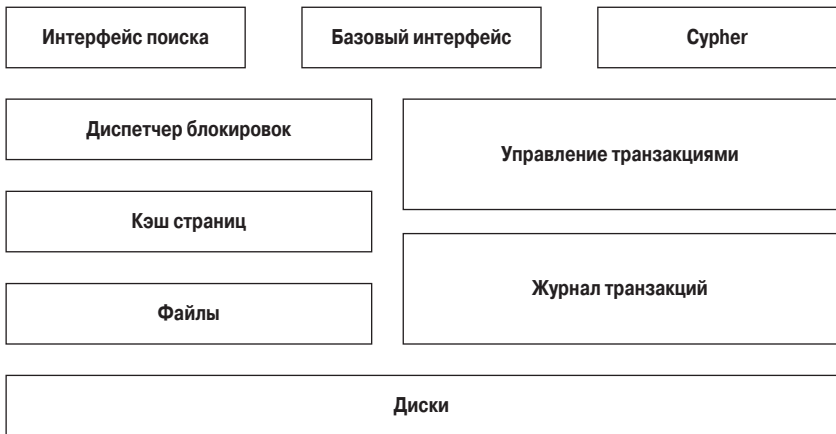 Интерфейс поиска
Базовый интерфейс
Cypher
Диспетчер блокировок
Управление транзакциями
Кэш страниц
Журнал транзакций
Файлы
Диски